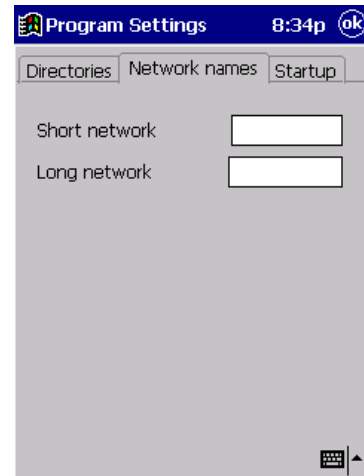 Program Settings 8:34p ok
Directories Network names Startup
Short network
Long network